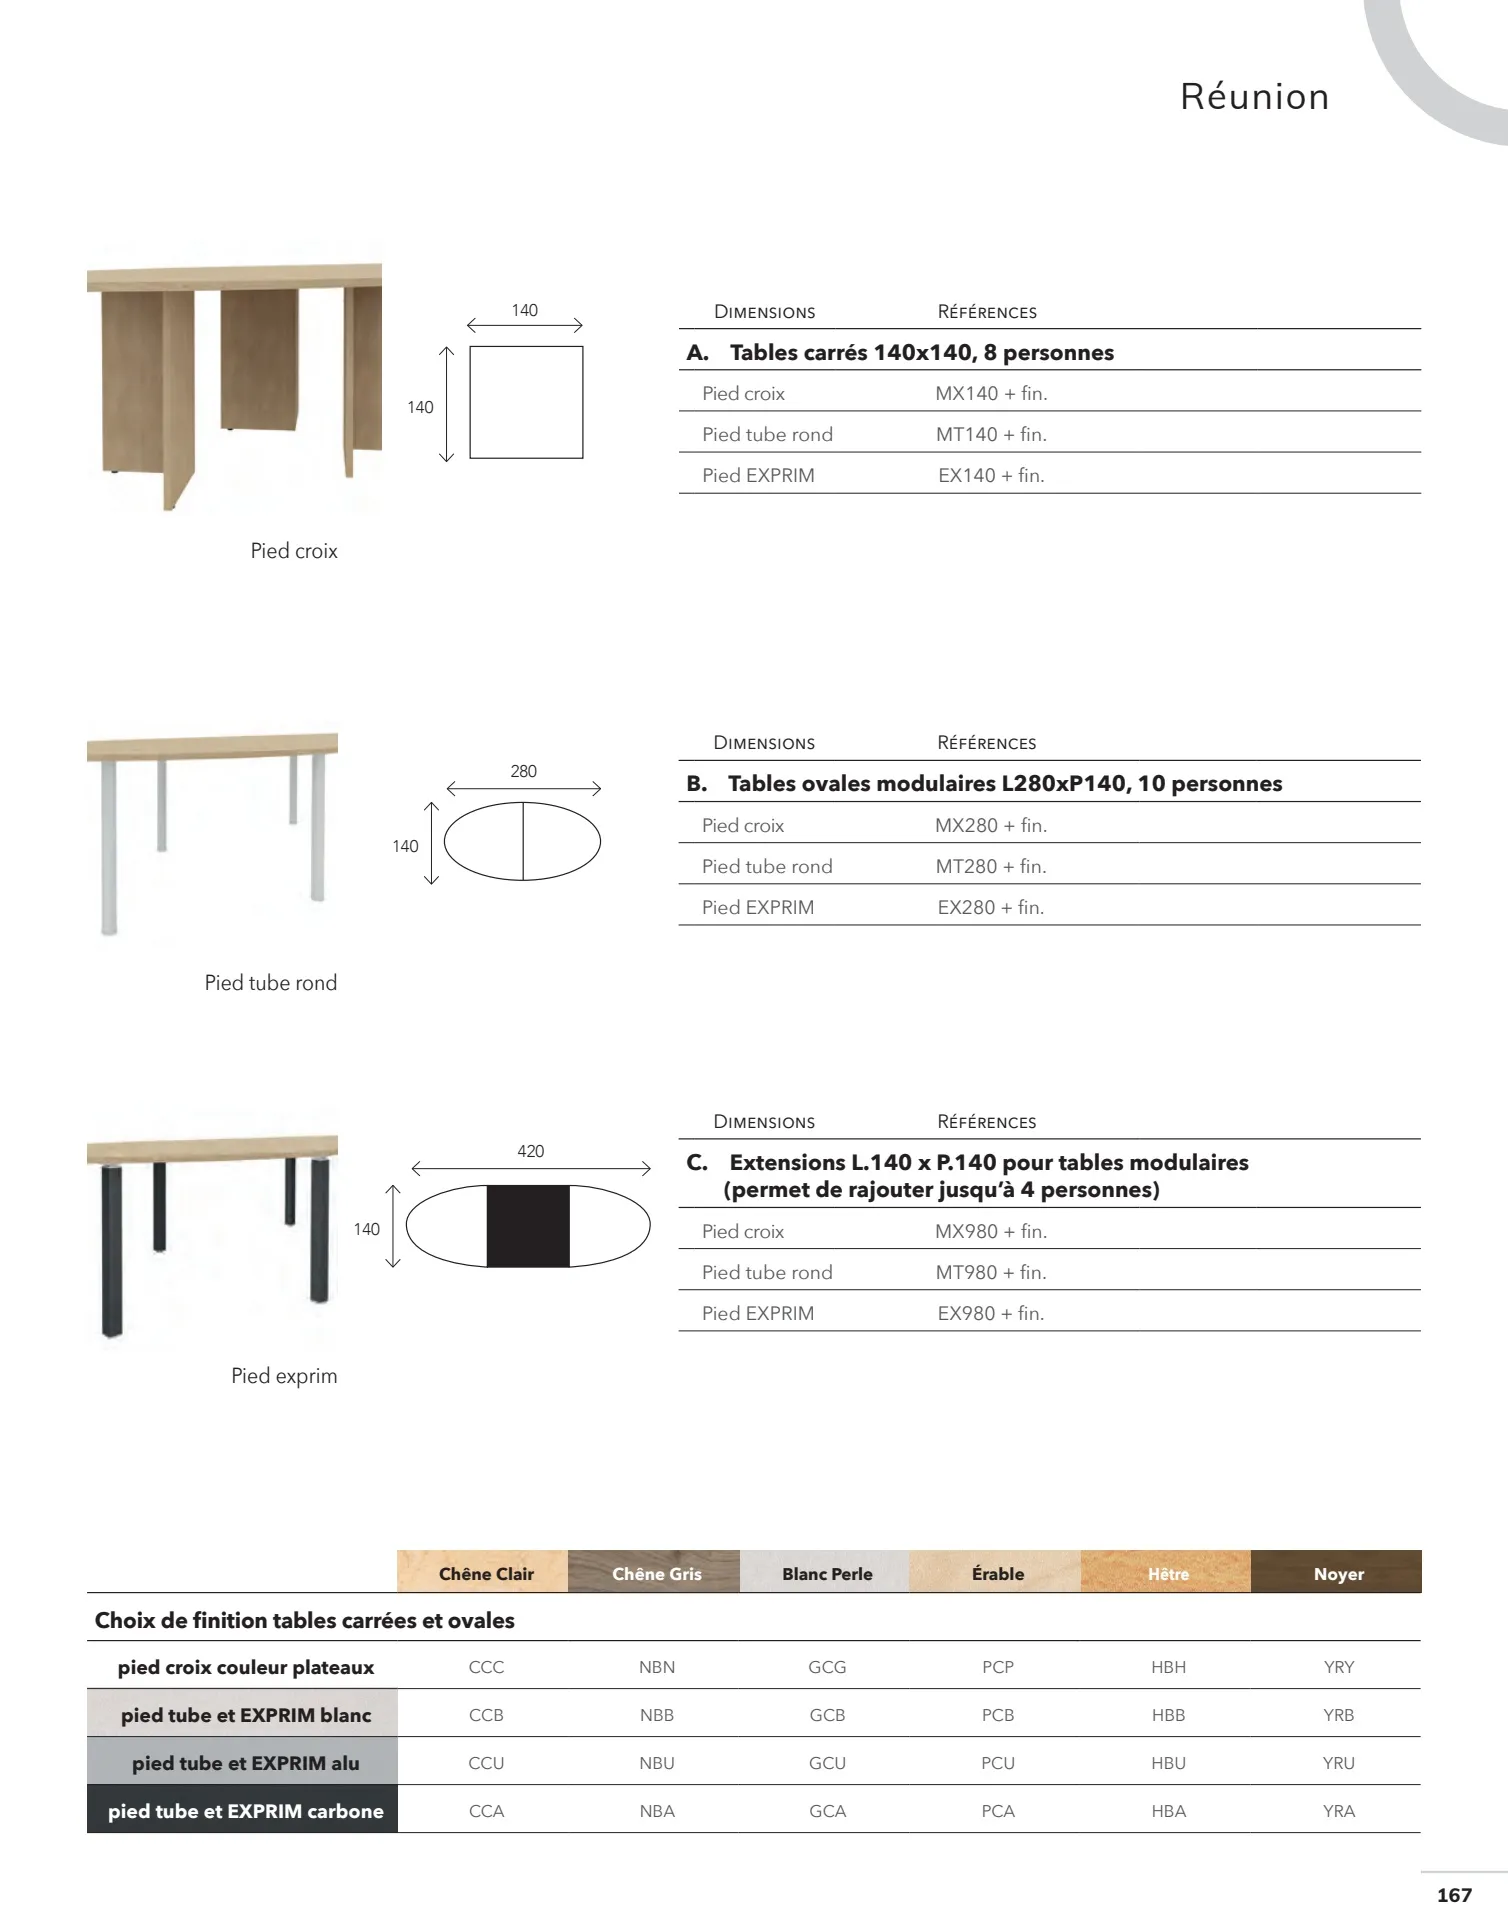 Réunion
140
140
Pied croix
DIMENSIONS RÉFÉRENCES
A. Tables carrés 140x140, 8 personnes
Pied croix MX140 + fin.
Pied tube rond MT140 + fin.
Pied EXPRIM EX140 + fin.
280
140
Pied tube rond
DIMENSIONS RÉFÉRENCES
B. Tables ovales modulaires L280xP140, 10 personnes
Pied croix MX280 + fin.
Pied tube rond MT280 + fin.
Pied EXPRIM EX280 + fin.
420
140
Pied exprim
DIMENSIONS RÉFÉRENCES
C. Extensions L.140 x P.140 pour tables modulaires
(permet de rajouter jusqu’à 4 personnes)
Pied croix MX980 + fin.
Pied tube rond MT980 + fin.
Pied EXPRIM EX980 + fin.
Chêne Clair Chêne Gris Blanc Perle Érable Hêtre Noyer
Choix de finition tables carrées et ovales
pied croix couleur plateaux CCC NBN GCG PCP HBH YRY
pied tube et EXPRIM blanc CCB NBB GCB PCB HBB YRB
pied tube et EXPRIM alu CCU NBU GCU PCU HBU YRU
pied tube et EXPRIM carbone CCA NBA GCA PCA HBA YRA
167